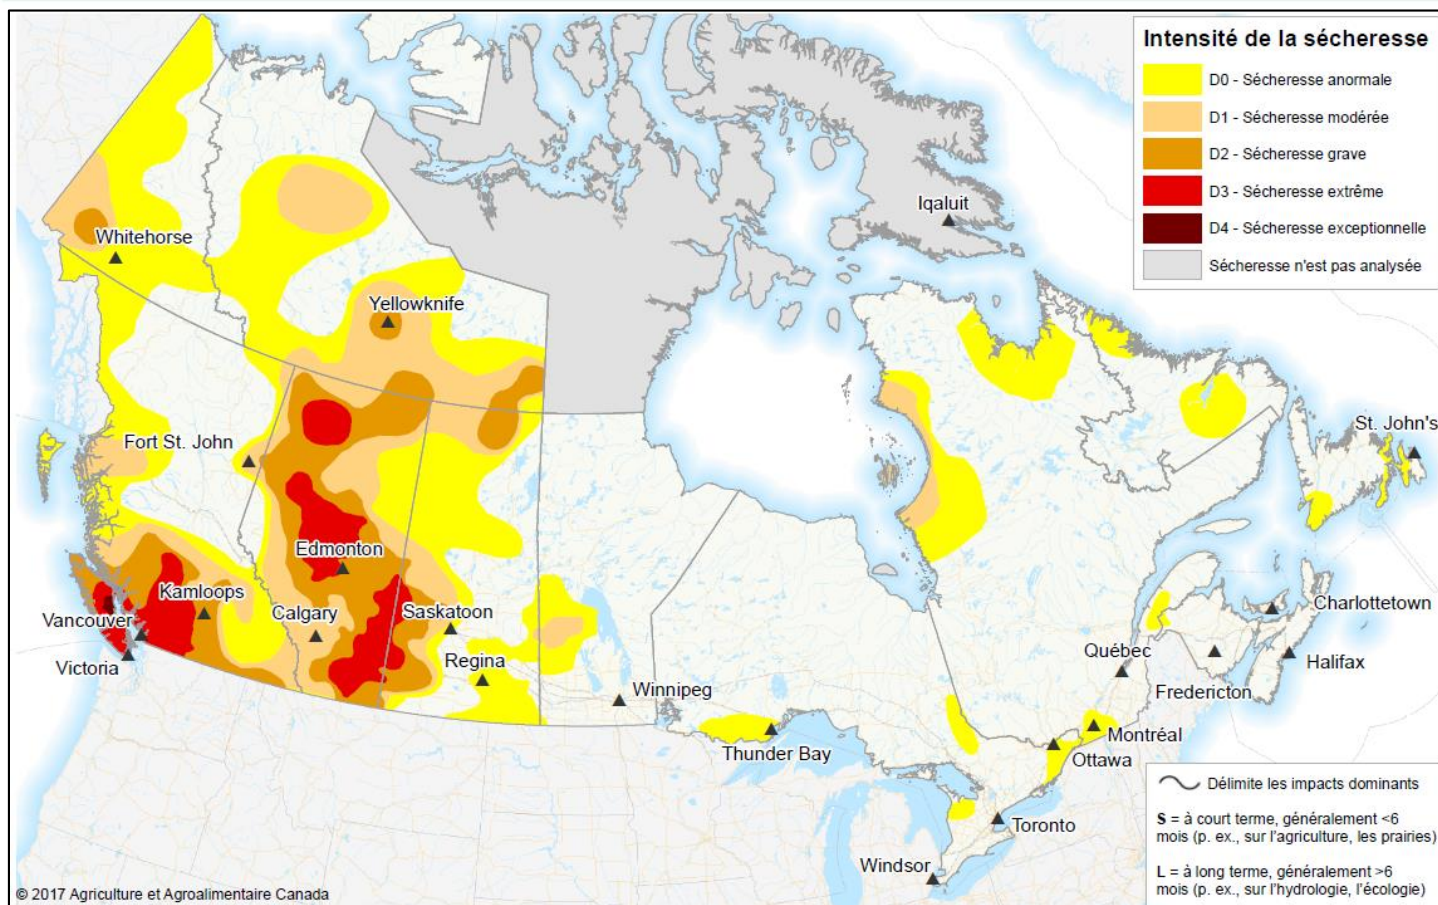 Intensité de la sécheresse
D0 - Sécheresse anormale
D1 - Sécheresse modérée
D2 - Sécheresse grave
D3 - Sécheresse extrême
D4 - Sécheresse exceptionnelle
Sécheresse n'est pas analysée
Iqaluit
Whitehorse
Yellowknife
Fort St. John
St. John's
Edmonton
Kamloops
Calgary
Saskatoon
Vancouver
Victoria
Regina
Winnipeg
Thunder Bay
Charlottetown
Québec
Halifax
Fredericton
Montréal
Ottawa
Toronto
Windsor
Délimite les impacts dominants
S = à court terme, généralement <6
mois (p. ex., sur l'agriculture, les prairies)
L = à long terme, généralement >6
mois (p. ex., sur l'hydrologie, l'écologie)
© 2017 Agriculture et Agroalimentaire Canada